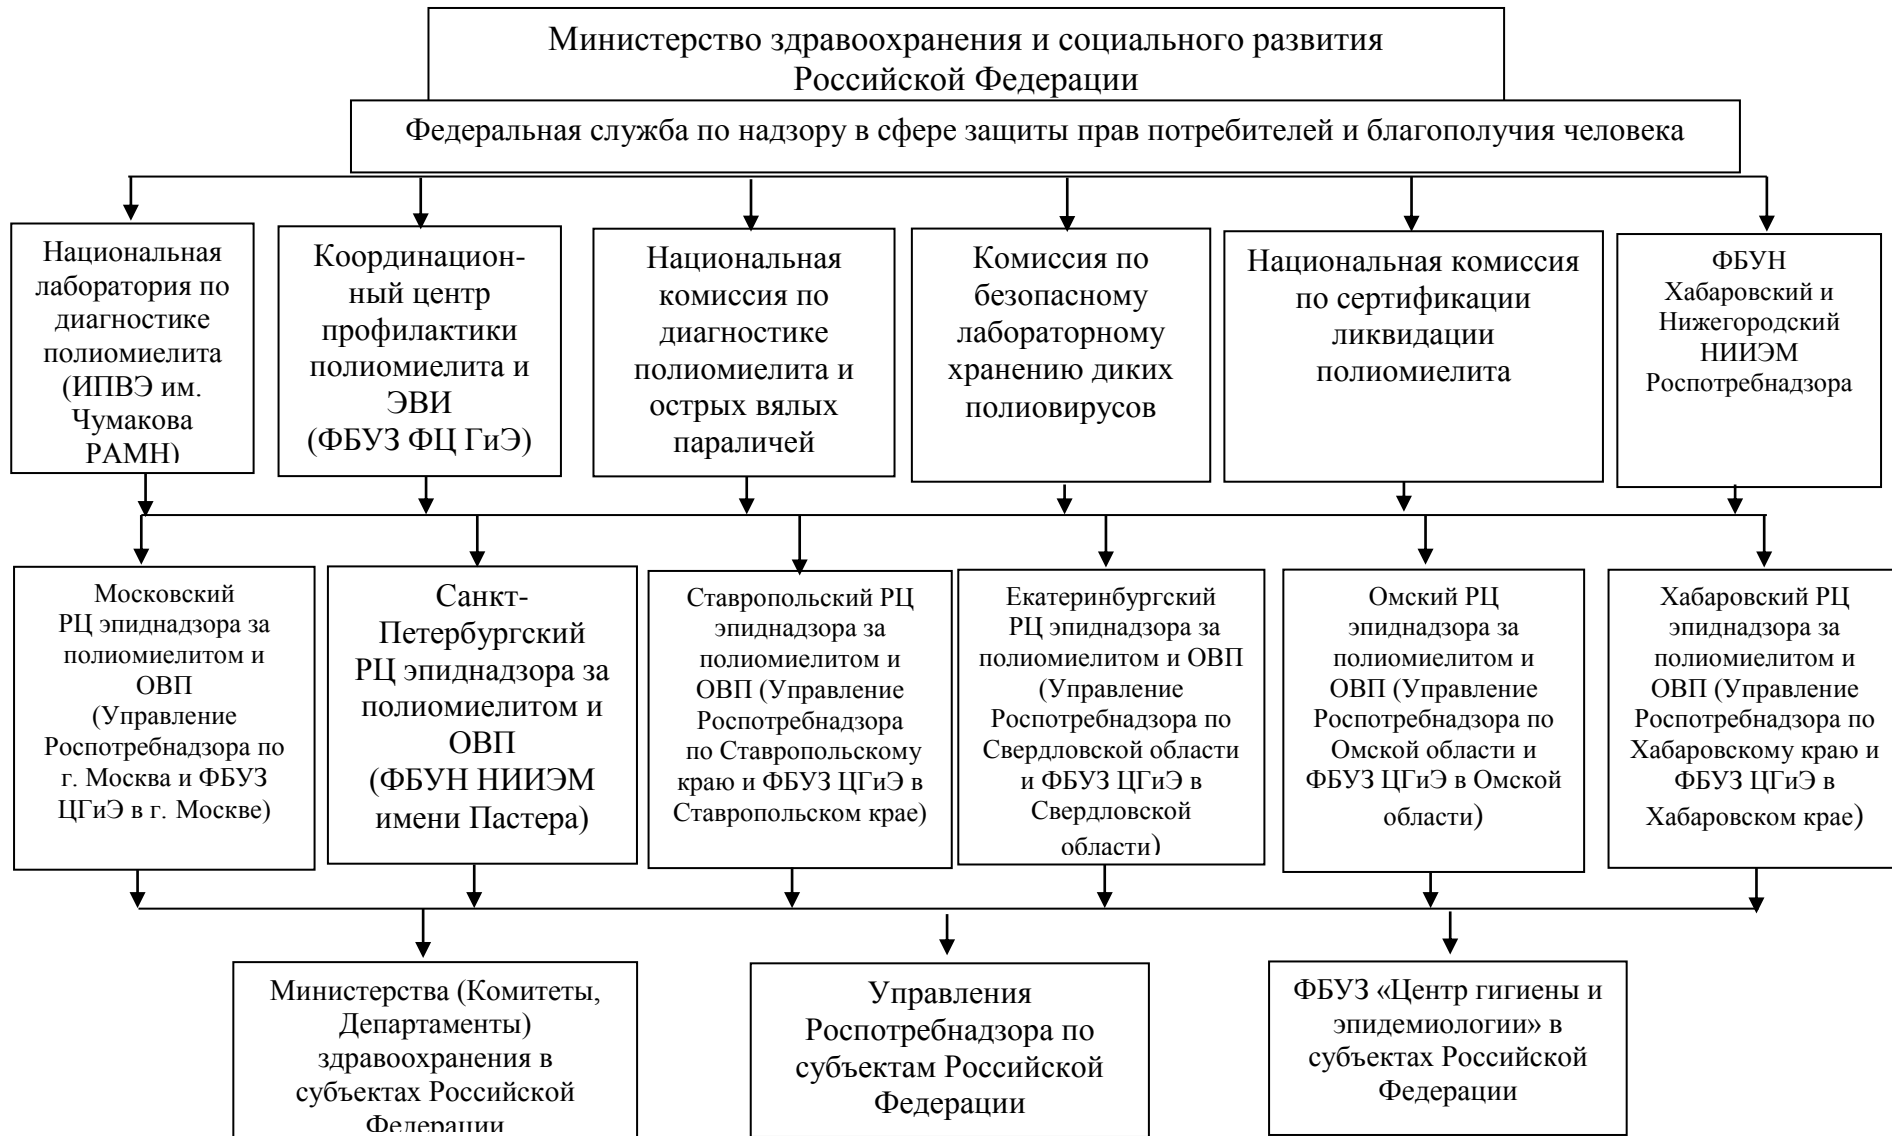 Министерство здравоохранения и социального развития
Российской Федерации
Федеральная служба по надзору в сфере защиты прав потребителей и благополучия человека
Национальная
лаборатория по
диагностике
полиомиелита
(ИПВЭ им.
Чумакова
РАМН)
Координацион-
ный центр
профилактики
полиомиелита и
ЭВИ
(ФБУЗ ФЦ ГиЭ)
Национальная
комиссия по
диагностике
полиомиелита и
острых вялых
параличей
Комиссия по
безопасному
лабораторному
хранению диких
полиовирусов
Национальная комиссия
по сертификации
ликвидации
полиомиелита
ФБУН
Хабаровский и
Нижегородский
НИИЭМ
Роспотребнадзора
Московский
РЦ эпиднадзора за
полиомиелитом и
ОВП
(Управление
Роспотребнадзора по
г. Москва и ФБУЗ
ЦГиЭ в г. Москве)
Санкт-
Петербургский
РЦ эпиднадзора за
полиомиелитом и
ОВП
(ФБУН НИИЭМ
имени Пастера)
Ставропольский РЦ
эпиднадзора за
полиомиелитом и
ОВП (Управление
Роспотребнадзора
по Ставропольскому
краю и ФБУЗ ЦГиЭ в
Ставропольском крае)
Екатеринбургский
РЦ эпиднадзора за
полиомиелитом и ОВП
(Управление
Роспотребнадзора по
Свердловской области
и ФБУЗ ЦГиЭ в
Свердловской
области)
Омский РЦ
эпиднадзора за
полиомиелитом и
ОВП (Управление
Роспотребнадзора по
Омской области и
ФБУЗ ЦГиЭ в Омской
области)
Хабаровский РЦ
эпиднадзора за
полиомиелитом и
ОВП (Управление
Роспотребнадзора по
Хабаровскому краю и
ФБУЗ ЦГиЭ в
Хабаровском крае)
Министерства (Комитеты,
Департаменты)
здравоохранения в
субъектах Российской
Федерации
Управления
Роспотребнадзора по
субъектам Российской
Федерации
ФБУЗ «Центр гигиены и
эпидемиологии» в
субъектах Российской
Федерации